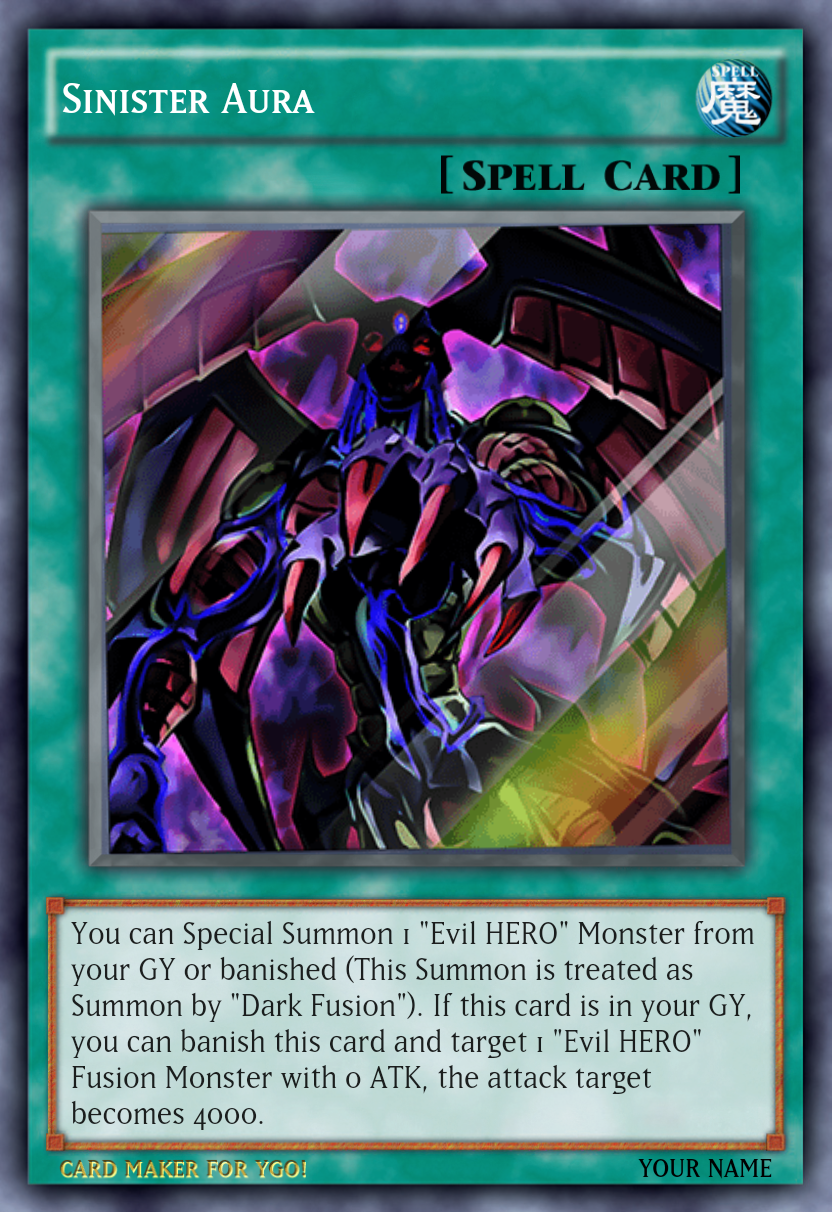 Sinister Aura
SPELL
魔
[Spell Card]
You can Special Summon 1 "Evil HERO" Monster from
your GY or banished (This Summon is treated as
Summon by "Dark Fusion"). If this card is in your GY,
you can banish this card and target 1 "Evil HERO"
Fusion Monster with 0 ATK, the attack target
becomes 4000.
CARD MAKER FOR YGO!
YOUR NAME